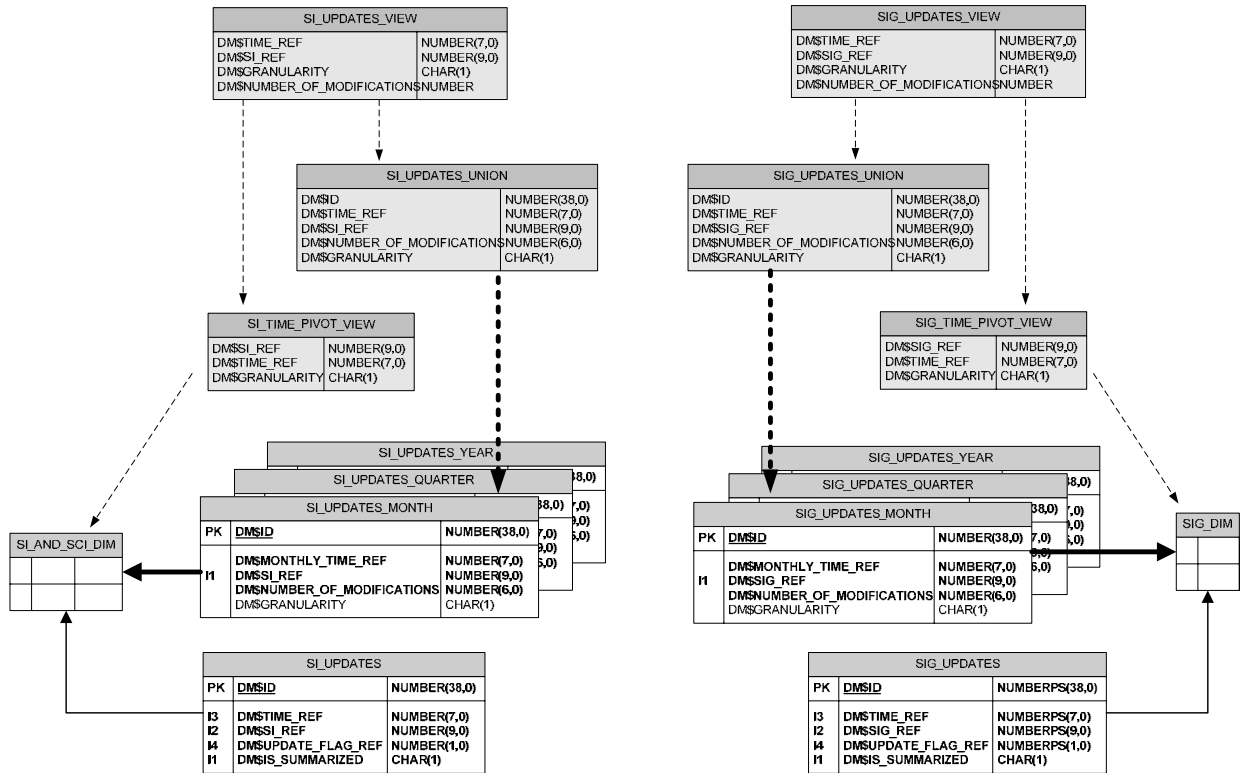 SI_UPDATES_VIEW
DM$TIME_REF NUMBER(7,0)
DM$SI_REF NUMBER(9,0)
DM$GRANULARITY CHAR(1)
DM$NUMBER_OF_MODIFICATIONS NUMBER
SIG_UPDATES_VIEW
DM$TIME_REF NUMBER(7,0)
DM$SIG_REF NUMBER(9,0)
DM$GRANULARITY CHAR(1)
DM$NUMBER_OF_MODIFICATIONS NUMBER
SI_UPDATES_UNION
DM$ID NUMBER(38,0)
DM$TIME_REF NUMBER(7,0)
DM$SI_REF NUMBER(9,0)
DM$NUMBER_OF_MODIFICATIONS NUMBER(6,0)
DM$GRANULARITY CHAR(1)
SIG_UPDATES_UNION
DM$ID NUMBER(38,0)
DM$TIME_REF NUMBER(7,0)
DM$SIG_REF NUMBER(9,0)
DM$NUMBER_OF_MODIFICATIONS NUMBER(6,0)
DM$GRANULARITY CHAR(1)
SI_TIME_PIVOT_VIEW
DM$SI_REF NUMBER(9,0)
DM$TIME_REF NUMBER(7,0)
DM$GRANULARITY CHAR(1)
SIG_TIME_PIVOT_VIEW
DM$SIG_REF NUMBER(9,0)
DM$TIME_REF NUMBER(7,0)
DM$GRANULARITY CHAR(1)
SI_UPDATES_YEAR
SI_UPDATES_QUARTER
SI_UPDATES_MONTH
PK DM$ID NUMBER(38,0)
DM$MONTHLY_TIME_REF NUMBER(7,0)
I1 DM$SI_REF NUMBER(9,0)
DM$NUMBER_OF_MODIFICATIONS NUMBER(6,0)
DM$GRANULARITY CHAR(1)
SI_AND_SCI_DIM
SIG_UPDATES_YEAR
SIG_UPDATES_QUARTER
SIG_UPDATES_MONTH
PK DM$ID NUMBER(38,0)
DM$MONTHLY_TIME_REF NUMBER(7,0)
I1 DM$SIG_REF NUMBER(9,0)
DM$NUMBER_OF_MODIFICATIONS NUMBER(6,0)
DM$GRANULARITY CHAR(1)
SIG_DIM
SI_UPDATES
PK DM$ID NUMBER(38,0)
I3 DM$TIME_REF NUMBER(7,0)
I2 DM$SI_REF NUMBER(9,0)
I4 DM$UPDATE_FLAG_REF NUMBER(1,0)
I1 DM$IS_SUMMARIZED CHAR(1)
SIG_UPDATES
PK DM$ID NUMBERPS(38,0)
I3 DM$TIME_REF NUMBERPS(7,0)
I2 DM$SIG_REF NUMBERPS(9,0)
I4 DM$UPDATE_FLAG_REF NUMBERPS(1,0)
I1 DM$IS_SUMMARIZED CHAR(1)